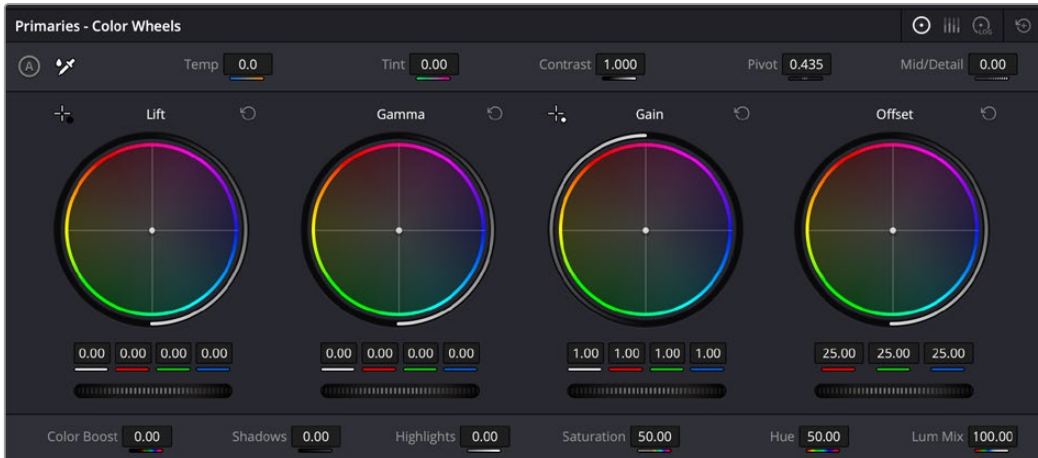 Primaries - Color Wheels
LOG
A Temp 0.0 Tint 0.00 Contrast 1.000 Pivot 0.435 Mid/Detail 0.00
Lift Gamma Gain Offset
0.00 0.00 0.00 0.00 0.00 0.00 0.00 0.00 1.00 1.00 1.00 1.00 25.00 25.00 25.00
Color Boost 0.00 Shadows 0.00 Highlights 0.00 Saturation 50.00 Hue 50.00 Lum Mix 100.00